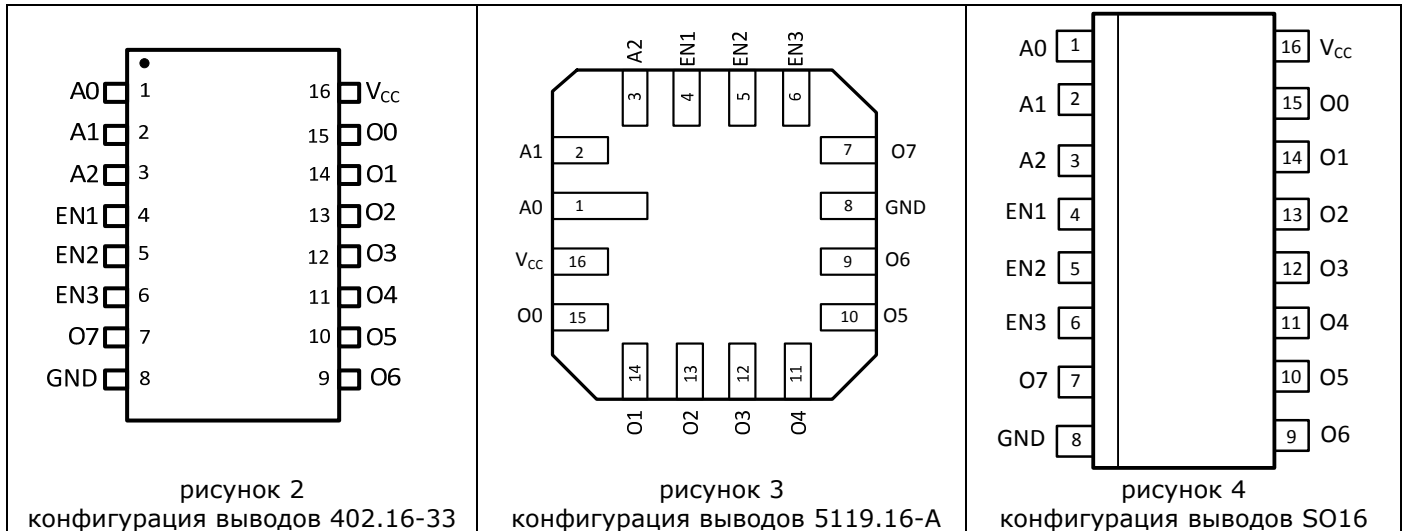 A0 1 16 VCC
A1 2 15 O0
A2 3 14 O1
EN1 4 13 O2
EN2 5 12 O3
EN3 6 11 O4
O7 7 10 O5
GND 8 9 O6
рисунок 2
конфигурация выводов 402.16-33
A2 EN1 EN2 EN3
3 4 5 6
A1 2 7 O7
A0 1 8 GND
VCC 16 9 O6
O0 15 10 O5
14 13 12 11
O1 O2 O3 O4
рисунок 3
конфигурация выводов 5119.16-А
A0 1 16 VCC
A1 2 15 O0
A2 3 14 O1
EN1 4 13 O2
EN2 5 12 O3
EN3 6 11 O4
O7 7 10 O5
GND 8 9 O6
рисунок 4
конфигурация выводов SO16